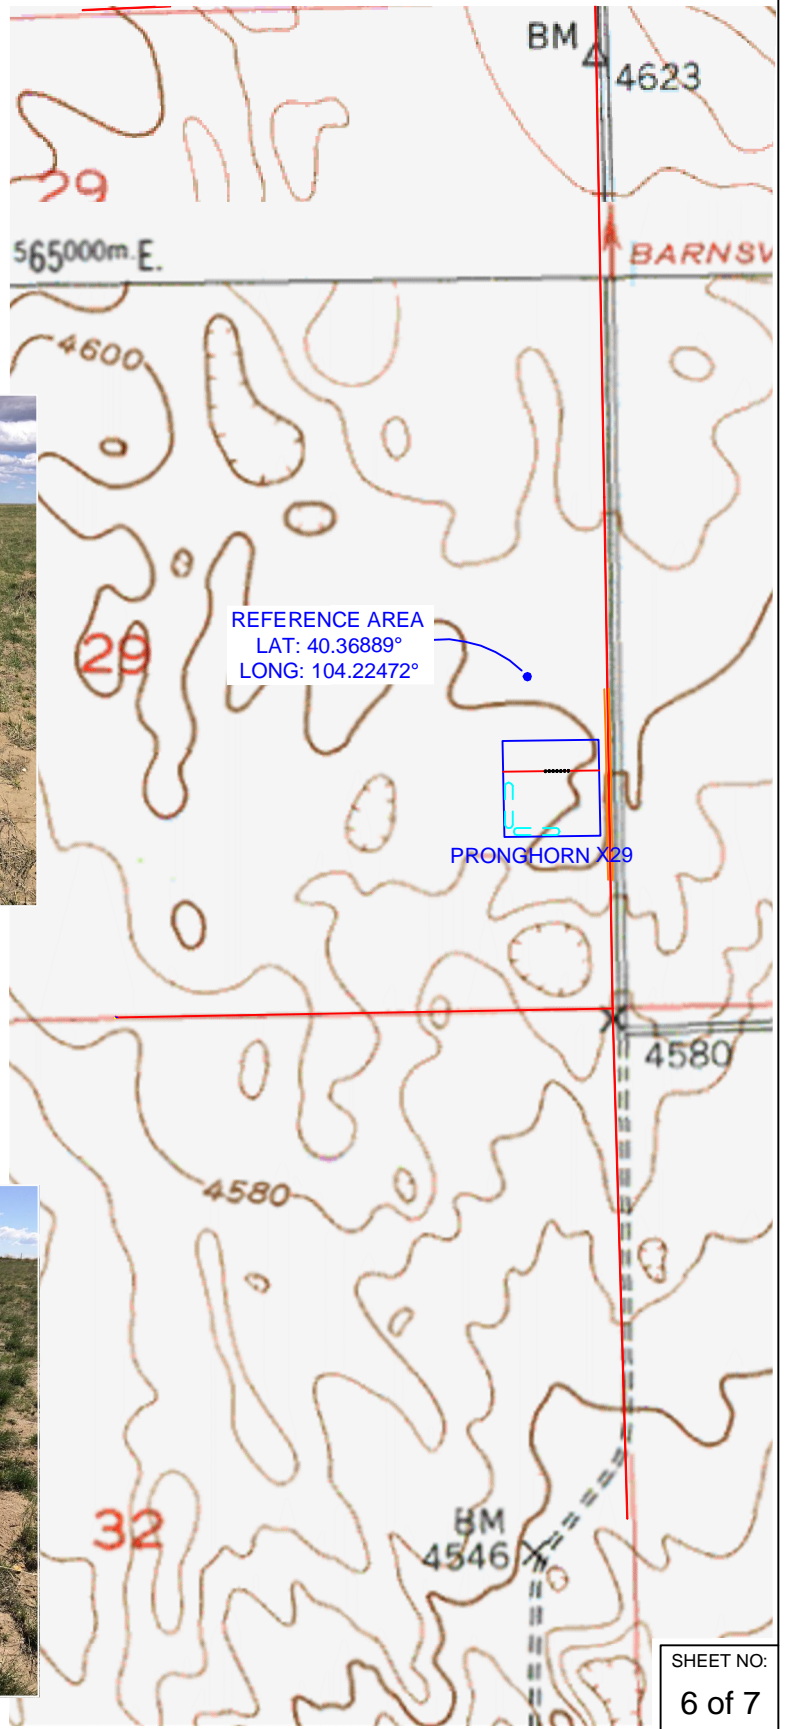 BM
4623
29
565000m. E.
BARNSV
4600
REFERENCE AREA
LAT: 40.36889°
LONG: 104.22472°
29
PRONGHORN X29
4580
4580
32
BM
4546
SHEET NO:
6 of 7